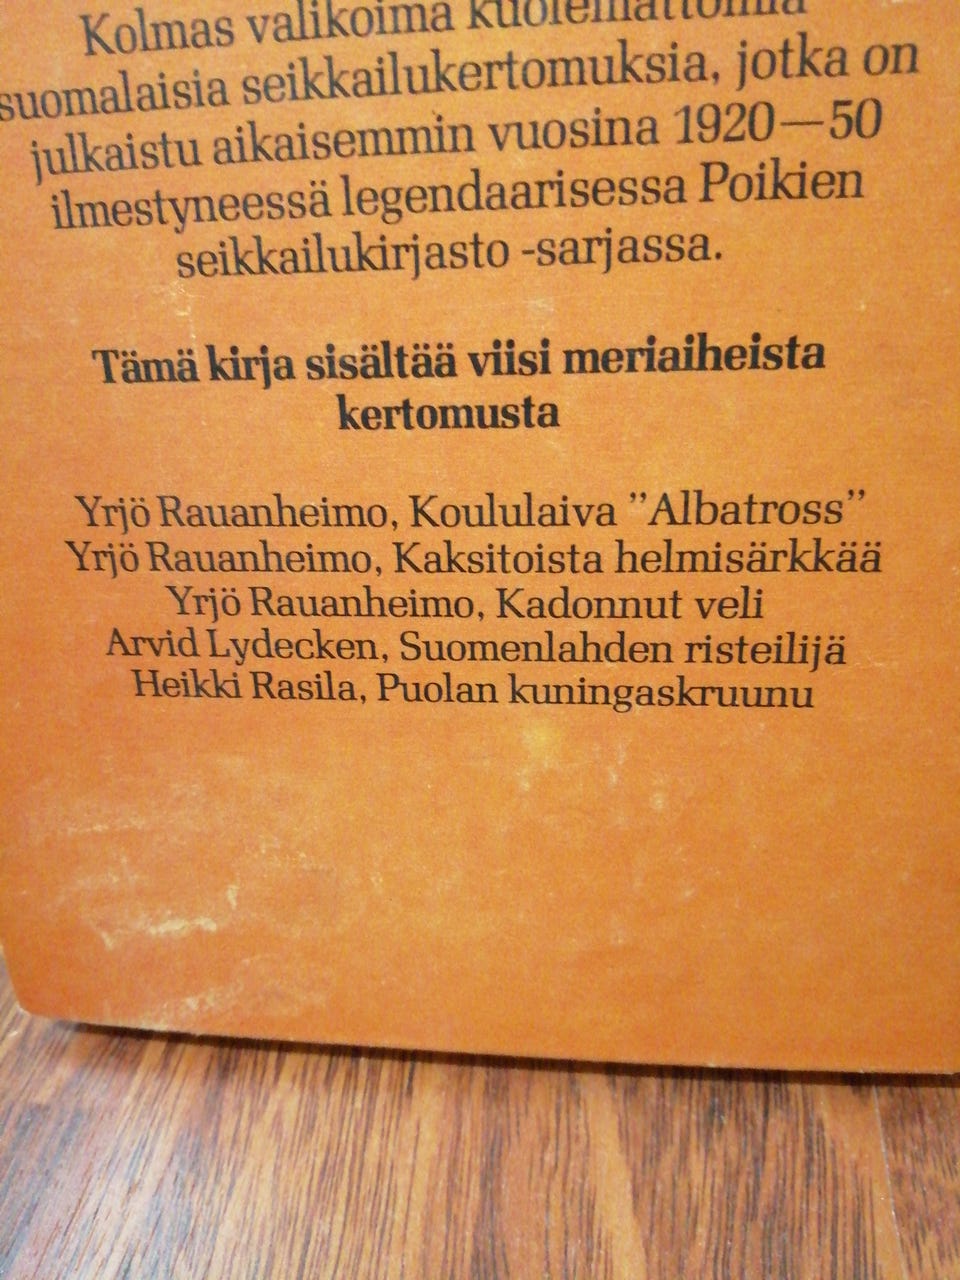 Kolmas valikoima kuolemattomia
suomalaisia seikkailukertomuksia, jotka on
julkaistu aikaisemmin vuosina 1920—50
ilmestyneessä legendaarisessa Poikien
seikkailukirjasto -sarjassa.
Tämä kirja sisältää viisi meriaiheista
kertomusta
Yrjö Rauanheimo, Koululaiva ”Albatross”
Yrjö Rauanheimo, Kaksitoista helmisärkkää
Yrjö Rauanheimo, Kadonnut veli
Arvid Lydecken, Suomenlahden risteilijä
Heikki Rasila, Puolan kuningaskruunu